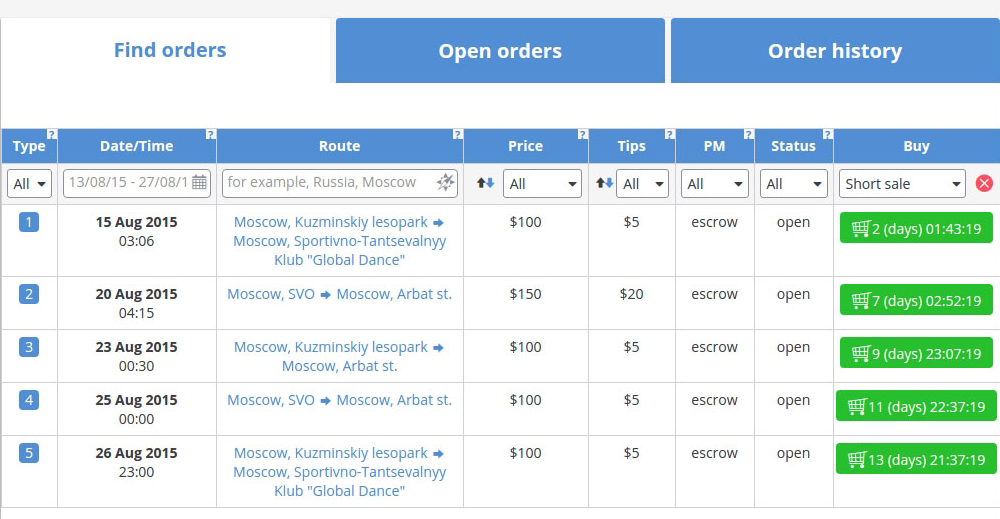 Find orders
Open orders
Order history
Type ?
Date/Time ?
Route ?
Price ?
Tips ?
PM ?
Status ?
Buy
All
13/08/15 - 27/08/1
for example, Russia, Moscow
All
All
All
All
Short sale
1
15 Aug 2015
03:06
Moscow, Kuzminskiy lesopark
Moscow, Sportivno-Tantsevalnyy
Klub "Global Dance"
$100
$5
escrow
open
2 (days) 01:43:19
2
20 Aug 2015
04:15
Moscow, SVO Moscow, Arbat st.
$150
$20
escrow
open
7 (days) 02:52:19
3
23 Aug 2015
00:30
Moscow, Kuzminskiy lesopark
Moscow, Arbat st.
$100
$5
escrow
open
9 (days) 23:07:19
4
25 Aug 2015
00:00
Moscow, SVO Moscow, Arbat st.
$100
$5
escrow
open
11 (days) 22:37:19
5
26 Aug 2015
23:00
Moscow, Kuzminskiy lesopark
Moscow, Sportivno-Tantsevalnyy
Klub "Global Dance"
$100
$5
escrow
open
13 (days) 21:37:19